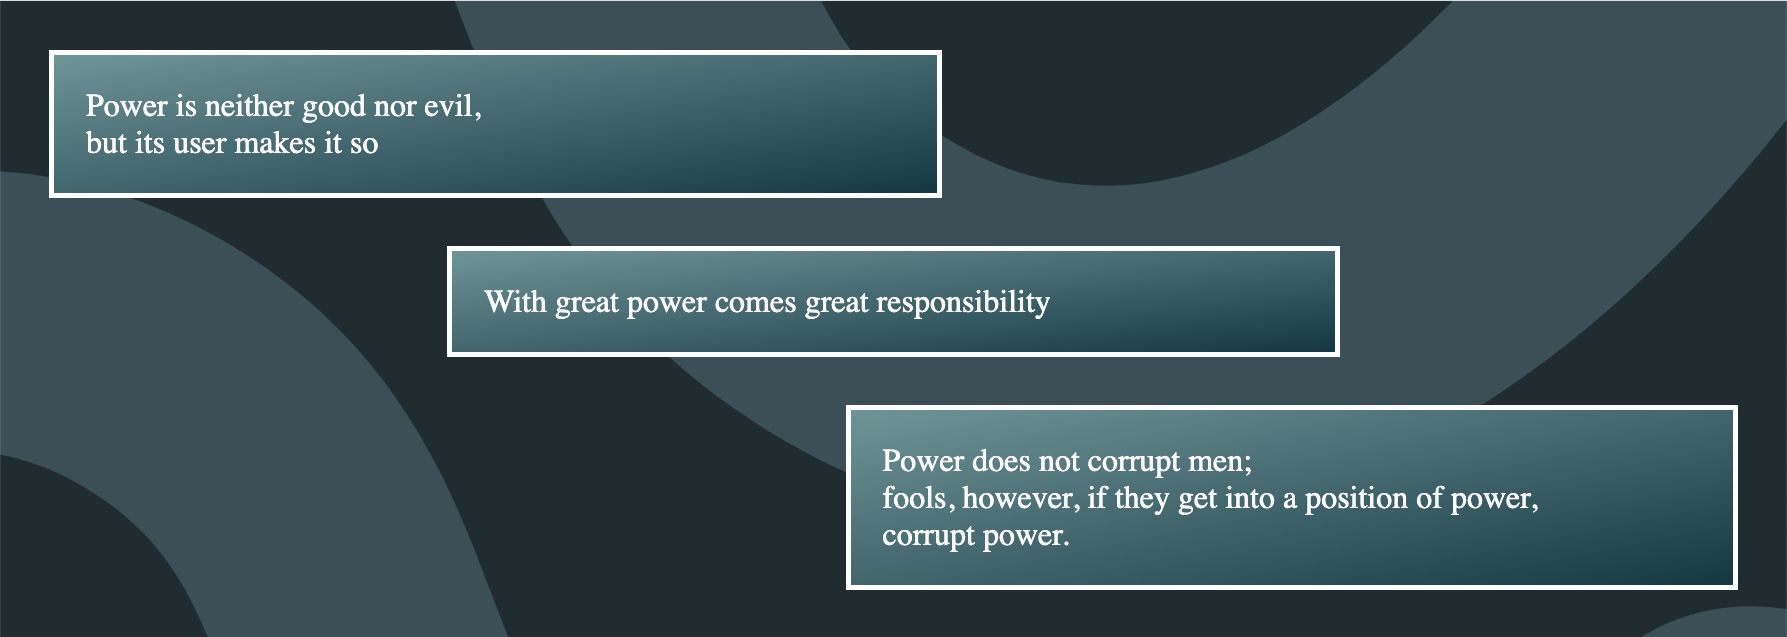 Power is neither good nor evil,
but its user makes it so
With great power comes great responsibility
Power does not corrupt men;
fools, however, if they get into a position of power,
corrupt power.